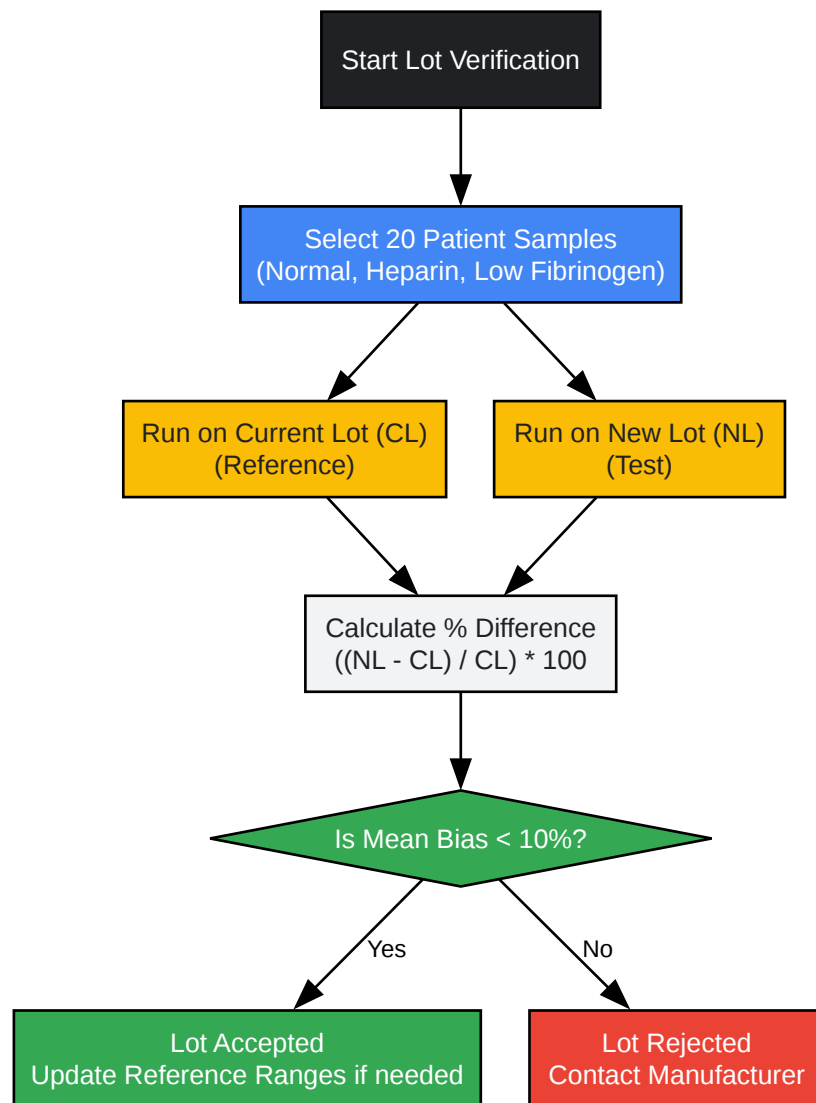 Start Lot Verification
Select 20 Patient Samples
(Normal, Heparin, Low Fibrinogen)
Run on Current Lot (CL)
(Reference)
Run on New Lot (NL)
(Test)
Calculate % Difference
((NL - CL) / CL) * 100
Is Mean Bias < 10%?
Yes
No
Lot Accepted
Update Reference Ranges if needed
Lot Rejected
Contact Manufacturer